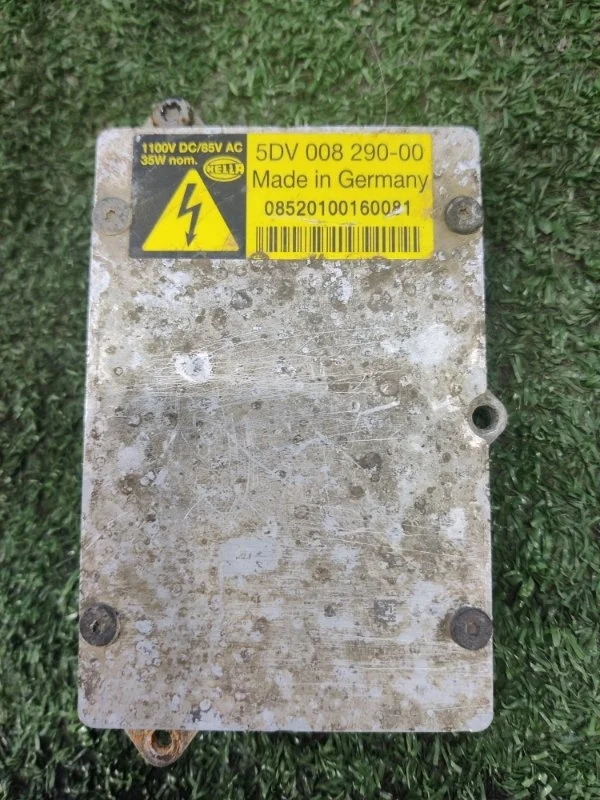 1100V DC/85V AC
35W nom.
HELLA
5DV 008 290-00
Made in Germany
08520100160081